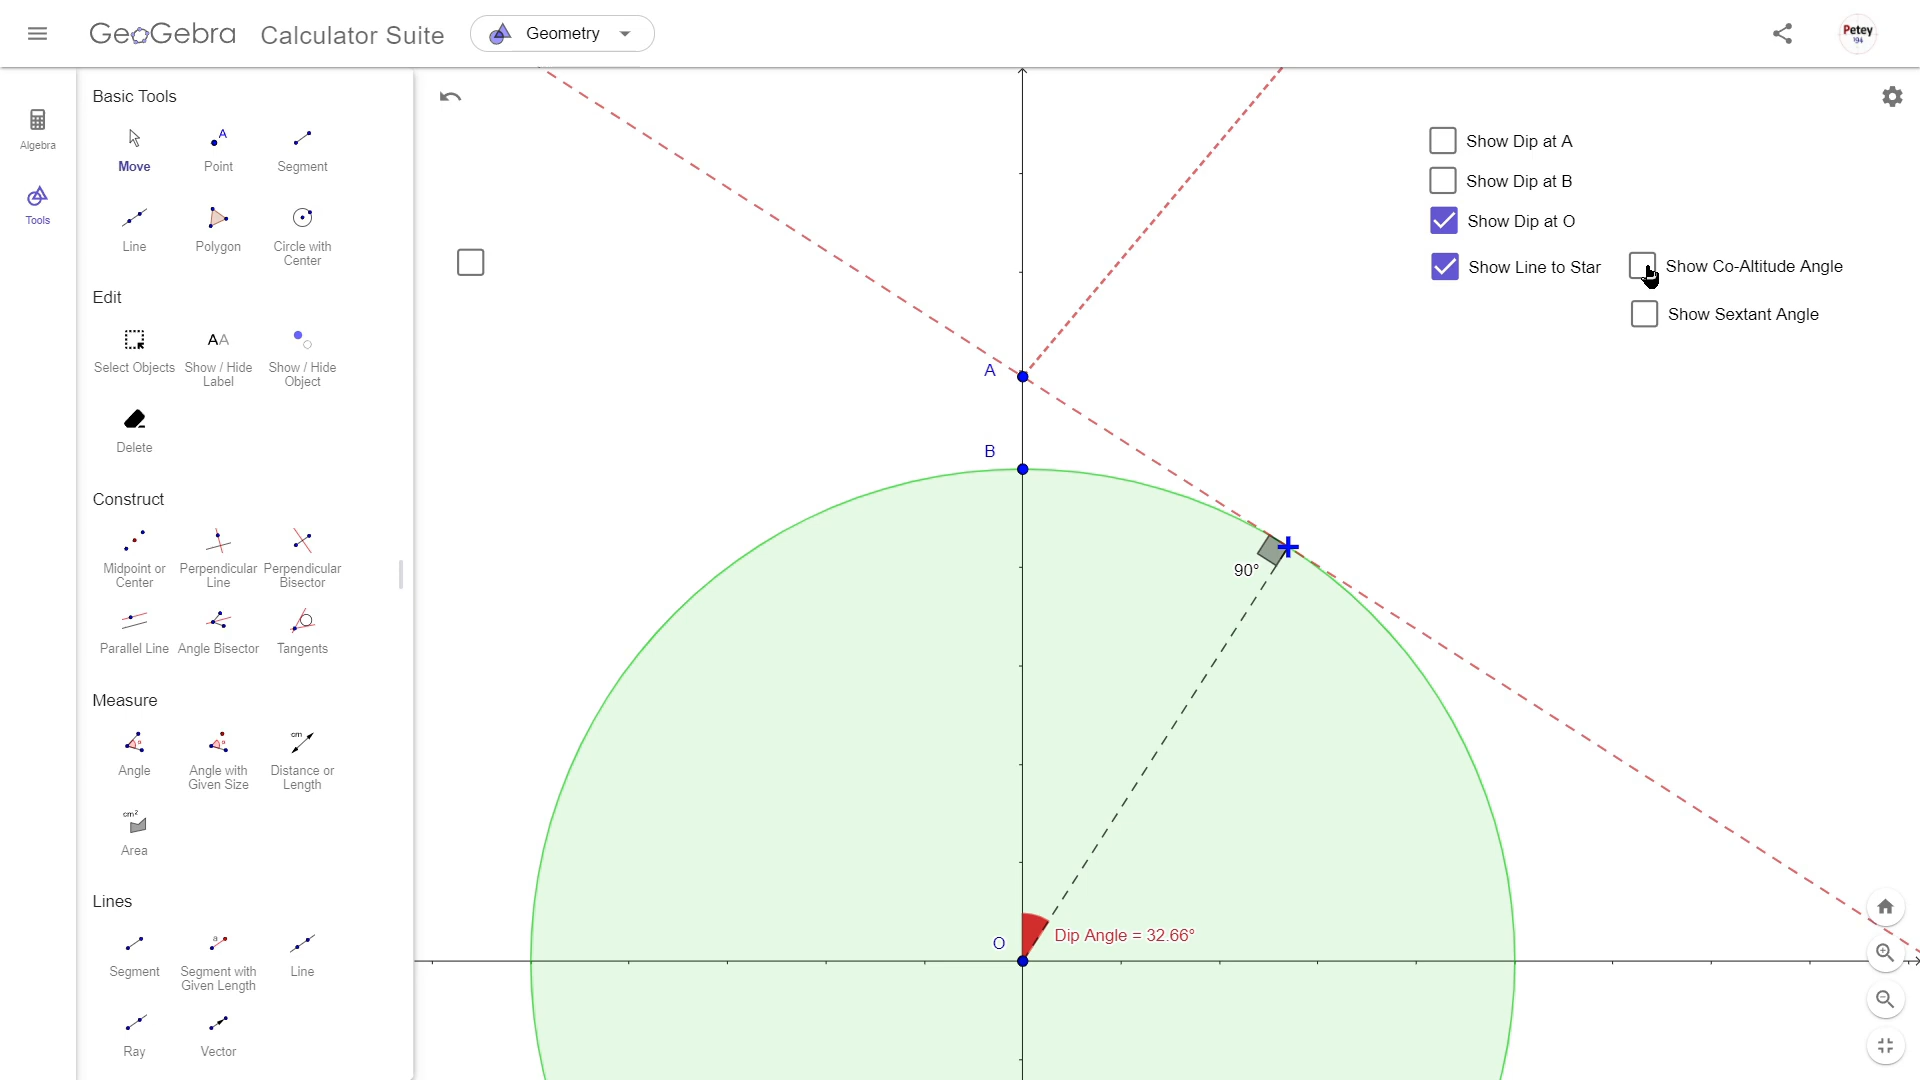 GeoGebra Calculator Suite Geometry
Petey
194
Algebra
Tools
Basic Tools
Move Point Segment
Line Polygon Circle with
Center
Edit
Select Objects Show / Hide Show / Hide
Label Object
Delete
Construct
Midpoint or Perpendicular Perpendicular
Center Line Bisector
Parallel Line Angle Bisector Tangents
Measure
Angle Angle with Distance or
Given Size Length
Area
Lines
Segment Segment with Line
Given Length
Ray Vector
Show Dip at A
Show Dip at B
Show Dip at O
Show Line to Star Show Co-Altitude Angle
Show Sextant Angle
A
B
90°
O Dip Angle = 32.66°